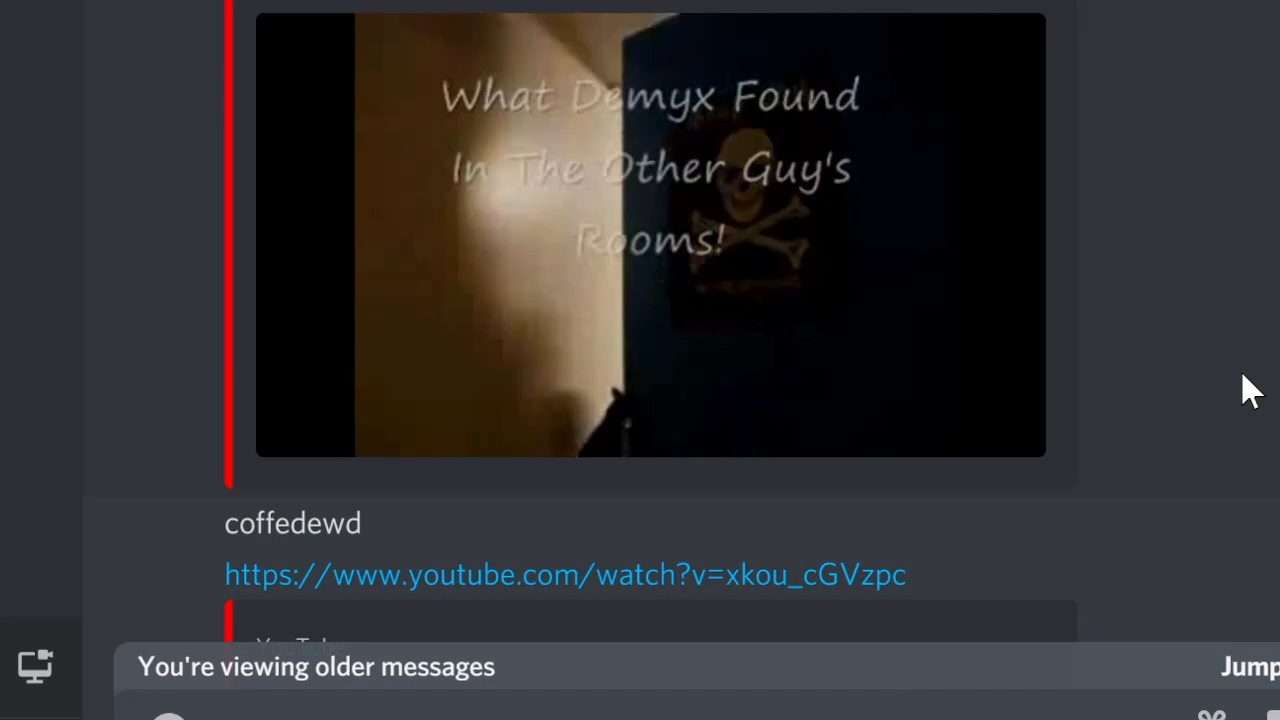 What Demyx Found
In The Other Guy's
Rooms!
coffedewd
https://www.youtube.com/watch?v=xkou_cGVzpc
YouTube
You're viewing older messages
Jump